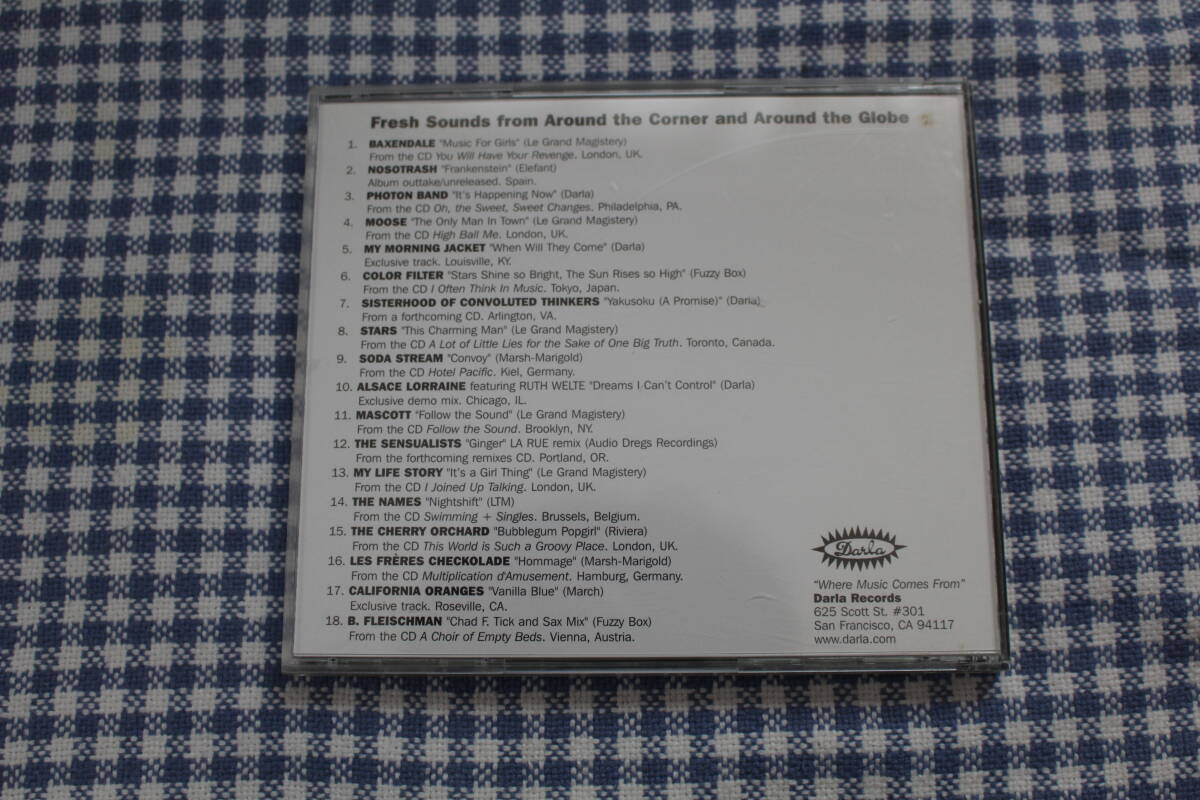 Fresh Sounds from Around the Corner and Around the Globe
1. BAXENDALE "Music For Girls" (Le Grand Magistery)
From the CD You Will Have Your Revenge. London, UK.
2. NOSOTRASH "Frankenstein" (Elefant)
Album outtake/unreleased. Spain.
3. PHOTON BAND "It's Happening Now" (Darla)
From the CD Oh, the Sweet, Sweet Changes. Philadelphia, PA.
4. MOOSE "The Only Man In Town" (Le Grand Magistery)
From the CD High Ball Me. London, UK.
5. MY MORNING JACKET "When Will They Come" (Darla)
Exclusive track. Louisville, KY.
6. COLOR FILTER "Stars Shine so Bright, The Sun Rises so High" (Fuzzy Box)
From the CD I Often Think In Music. Tokyo, Japan.
7. SISTERHOOD OF CONVOLUTED THINKERS "Yakusoku (A Promise)" (Darla)
From a forthcoming CD. Arlington, VA.
8. STARS "This Charming Man" (Le Grand Magistery)
From the CD A Lot of Little Lies for the Sake of One Big Truth. Toronto, Canada.
9. SODA STREAM "Convoy" (Marsh-Marigold)
From the CD Hotel Pacific. Kiel, Germany.
10. ALSACE LORRAINE featuring RUTH WELTE "Dreams I Can't Control" (Darla)
Exclusive demo mix. Chicago, IL.
11. MASCOTT "Follow the Sound" (Le Grand Magistery)
From the CD Follow the Sound. Brooklyn, NY.
12. THE SENSUALISTS "Ginger" LA RUE remix (Audio Dregs Recordings)
From the forthcoming remixes CD. Portland, OR.
13. MY LIFE STORY "It's a Girl Thing" (Le Grand Magistery)
From the CD I Joined Up Talking. London, UK.
14. THE NAMES "Nightshift" (LTM)
From the CD Swimming + Singles. Brussels, Belgium.
15. THE CHERRY ORCHARD "Bubblegum Popgirl" (Riviera)
From the CD This World is Such a Groovy Place. London, UK.
16. LES FRÈRES CHECKOLADE "Hommage" (Marsh-Marigold)
From the CD Multiplication d'Amusement. Hamburg, Germany.
17. CALIFORNIA ORANGES "Vanilla Blue" (March)
Exclusive track. Roseville, CA.
18. B. FLEISCHMAN "Chad F. Tick and Sax Mix" (Fuzzy Box)
From the CD A Choir of Empty Beds. Vienna, Austria.
Darla
"Where Music Comes From"
Darla Records
625 Scott St. #301
San Francisco, CA 94117
www.darla.com